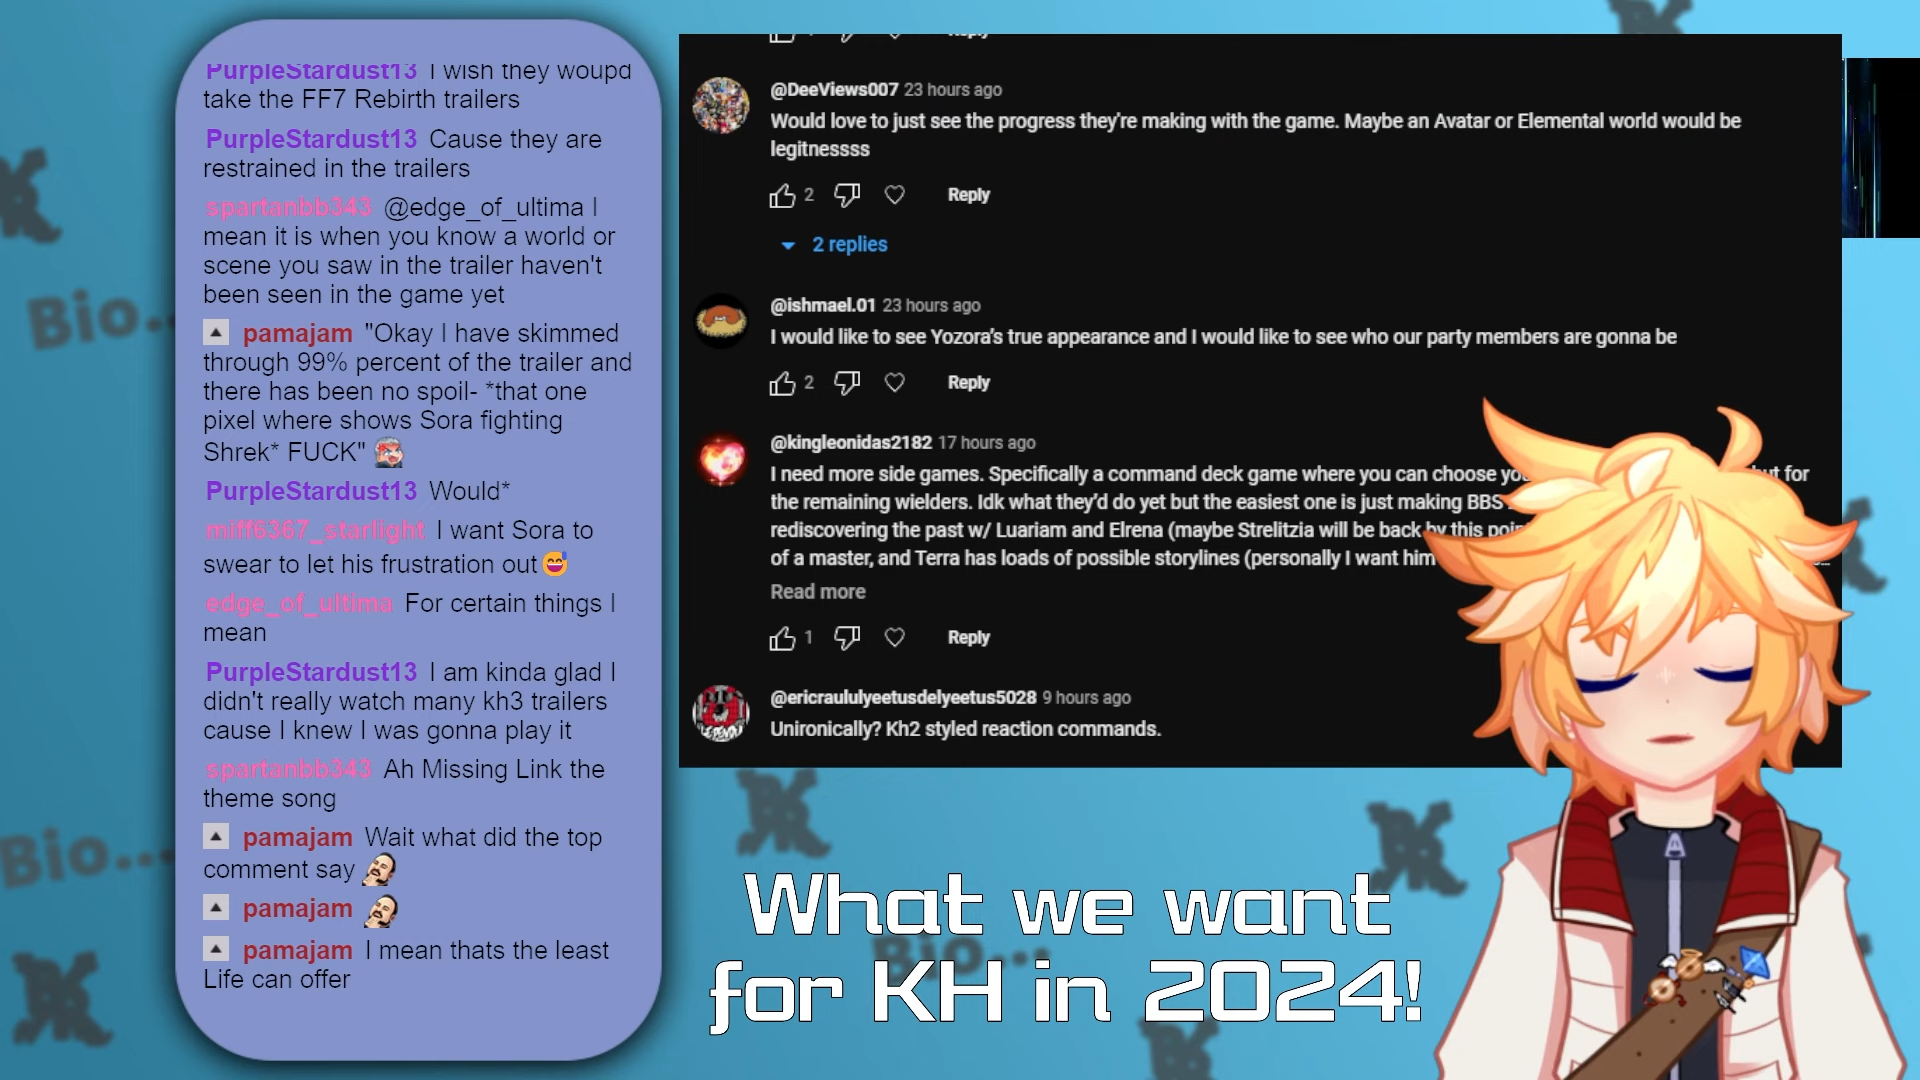 PurpleStardust13 I wish they woupd
take the FF7 Rebirth trailers
PurpleStardust13 Cause they are
restrained in the trailers
spartanbb343 @edge_of_ultima I
mean it is when you know a world or
scene you saw in the trailer haven't
been seen in the game yet
pamajam "Okay I have skimmed
through 99% percent of the trailer and
there has been no spoil- *that one
pixel where shows Sora fighting
Shrek* FUCK"
PurpleStardust13 Would*
miff6367_starlight I want Sora to
swear to let his frustration out
edge_of_ultima For certain things I
mean
PurpleStardust13 I am kinda glad I
didn't really watch many kh3 trailers
cause I knew I was gonna play it
spartanbb343 Ah Missing Link the
theme song
pamajam Wait what did the top
comment say
pamajam
pamajam I mean thats the least
Life can offer
Reply
@DeeViews007 23 hours ago
Would love to just see the progress they're making with the game. Maybe an Avatar or Elemental world would be
legitnessss
2 Reply
2 replies
@ishmael.01 23 hours ago
I would like to see Yozora's true appearance and I would like to see who our party members are gonna be
2 Reply
@kingleonidas2182 17 hours ago
I need more side games. Specifically a command deck game where you can choose for
the remaining wielders. Idk what they'd do yet but the easiest one is just making BBS
rediscovering the past w/ Luariam and Elrena (maybe Strelitzia will be back by this
of a master, and Terra has loads of possible storylines (personally I want him
Read more
1 Reply
@ericraululyeetusdelyeetus5028 9 hours ago
Unironically? Kh2 styled reaction commands.
What we want
for KH in 2024!
Bio...
Bio...
Bio...